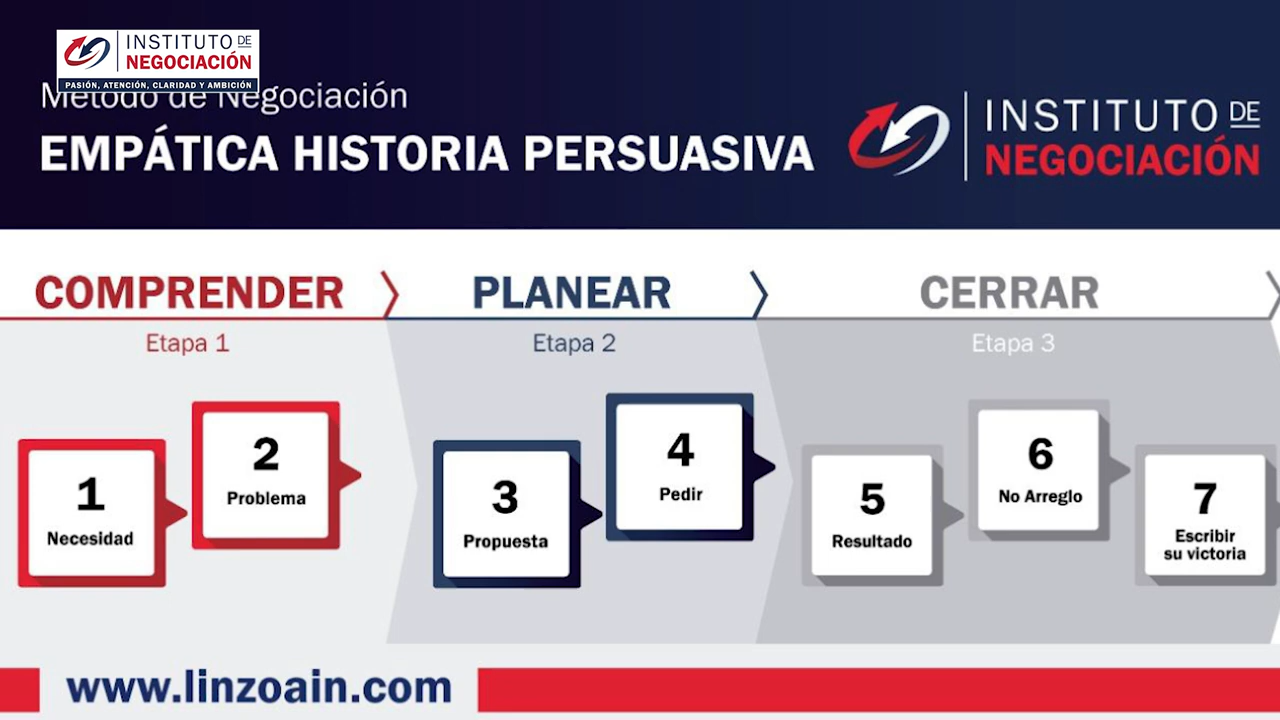 INSTITUTO DE
NEGOCIACIÓN
PASIÓN, ATENCIÓN, CLARIDAD Y AMBICIÓN
Método de Negociación
EMPÁTICA HISTORIA PERSUASIVA
INSTITUTO DE
NEGOCIACIÓN
COMPRENDER
PLANEAR
CERRAR
Etapa 1
Etapa 2
Etapa 3
1
Necesidad
2
Problema
3
Propuesta
4
Pedir
5
Resultado
6
No Arreglo
7
Escribir
su victoria
www.linzoain.com